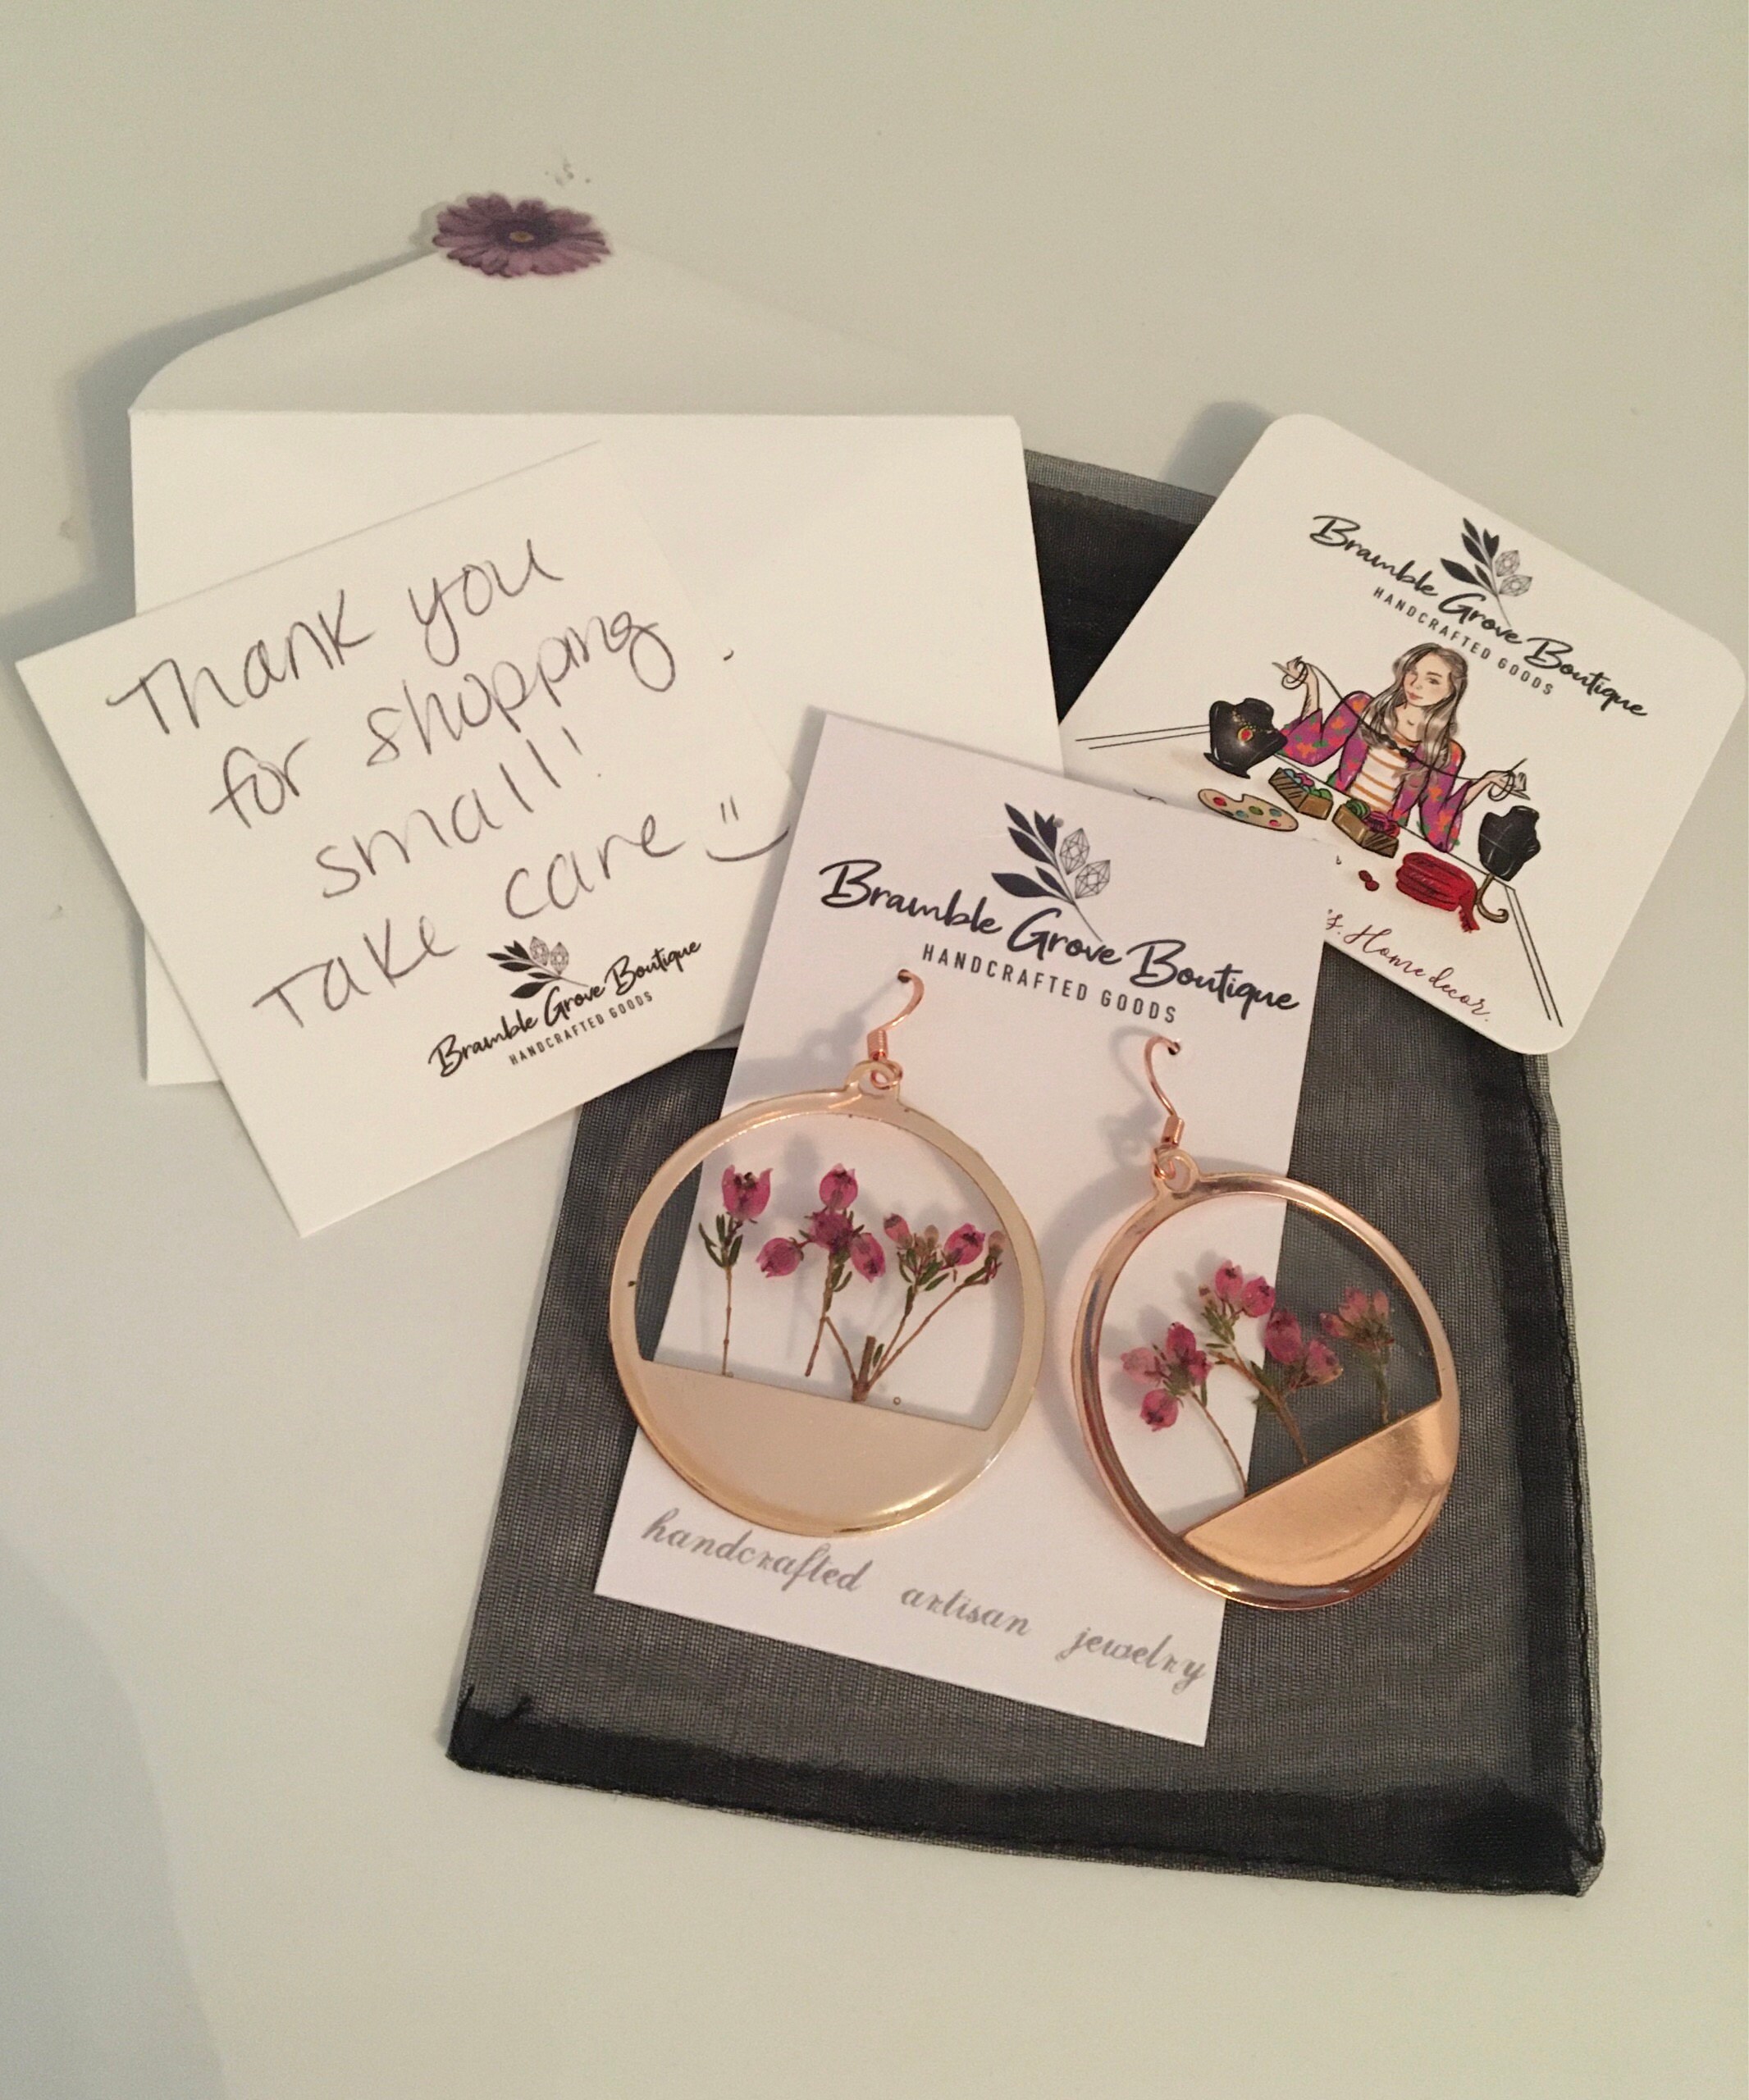 Thank you
for shopping
small!
Take care
Bramble Grove Boutique
HANDCRAFTED GOODS
Bramble Grove Boutique
HANDCRAFTED GOODS
Home decor.
Bramble Grove Boutique
HANDCRAFTED GOODS
handcrafted artisan jewelry